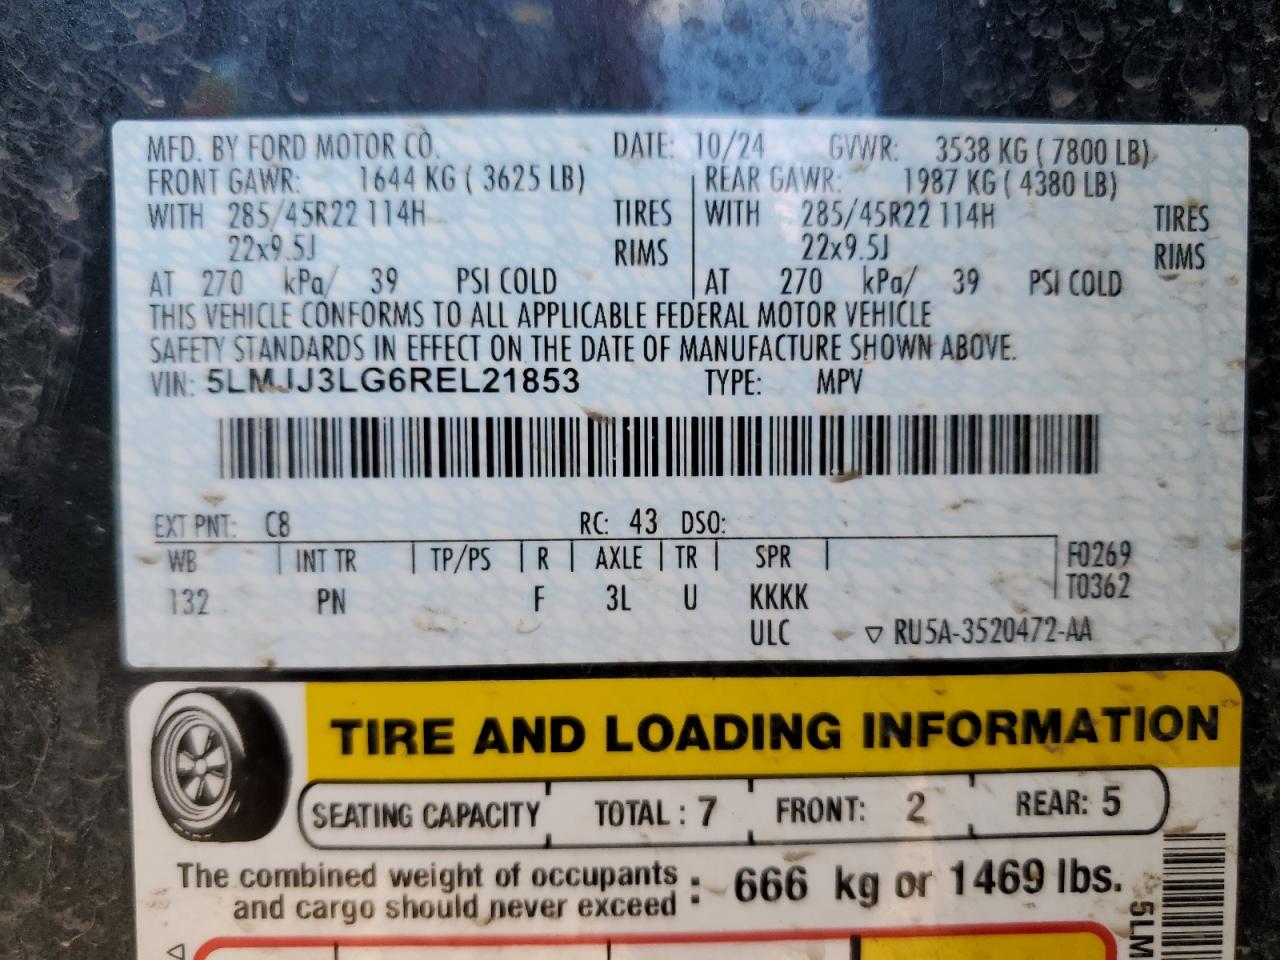 MFD. BY FORD MOTOR CO. DATE: 10/24 GVWR: 3538 KG ( 7800 LB)
FRONT GAWR: 1644 KG ( 3625 LB) REAR GAWR: 1987 KG ( 4380 LB)
WITH 285/45R22 114H TIRES WITH 285/45R22 114H TIRES
22x9.5J RIMS 22x9.5J RIMS
AT 270 kPa/ 39 PSI COLD AT 270 kPa/ 39 PSI COLD
THIS VEHICLE CONFORMS TO ALL APPLICABLE FEDERAL MOTOR VEHICLE
SAFETY STANDARDS IN EFFECT ON THE DATE OF MANUFACTURE SHOWN ABOVE.
VIN: 5LMJJ3LG6REL21853 TYPE: MPV
EXT PNT: C8 RC: 43 DSO:
WB INT TR TP/PS R AXLE TR SPR F0269
T0362
132 PN F 3L U KKKK
ULC ▽ RU5A-3520472-AA
TIRE AND LOADING INFORMATION
SEATING CAPACITY TOTAL : 7 FRONT: 2 REAR: 5
The combined weight of occupants
and cargo should never exceed : 666 kg or 1469 lbs.
5LM